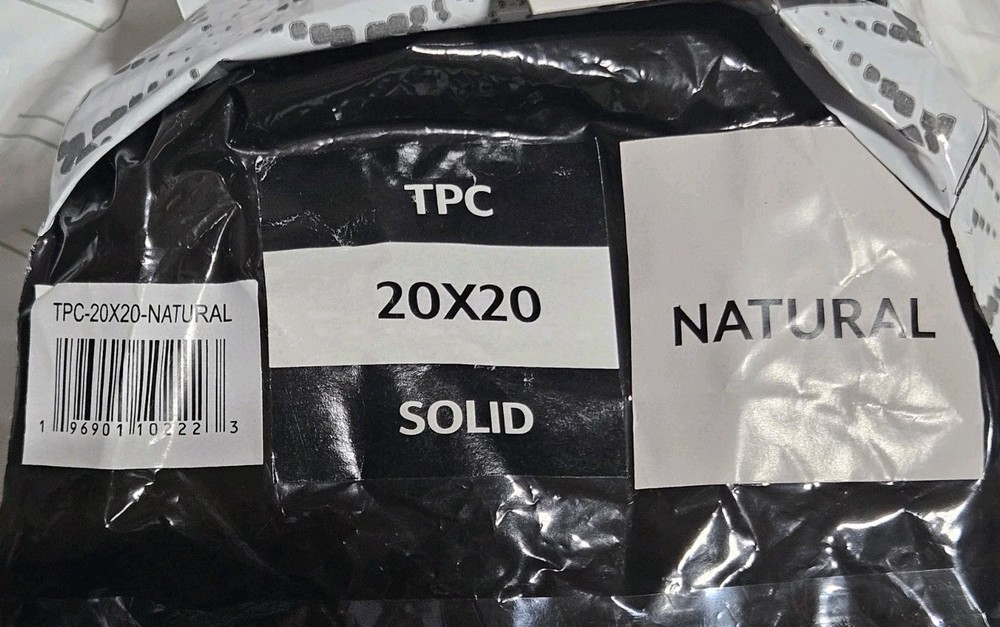 TPC-20X20-NATURAL
1 96901 10222 3
TPC
20X20
SOLID
NATURAL